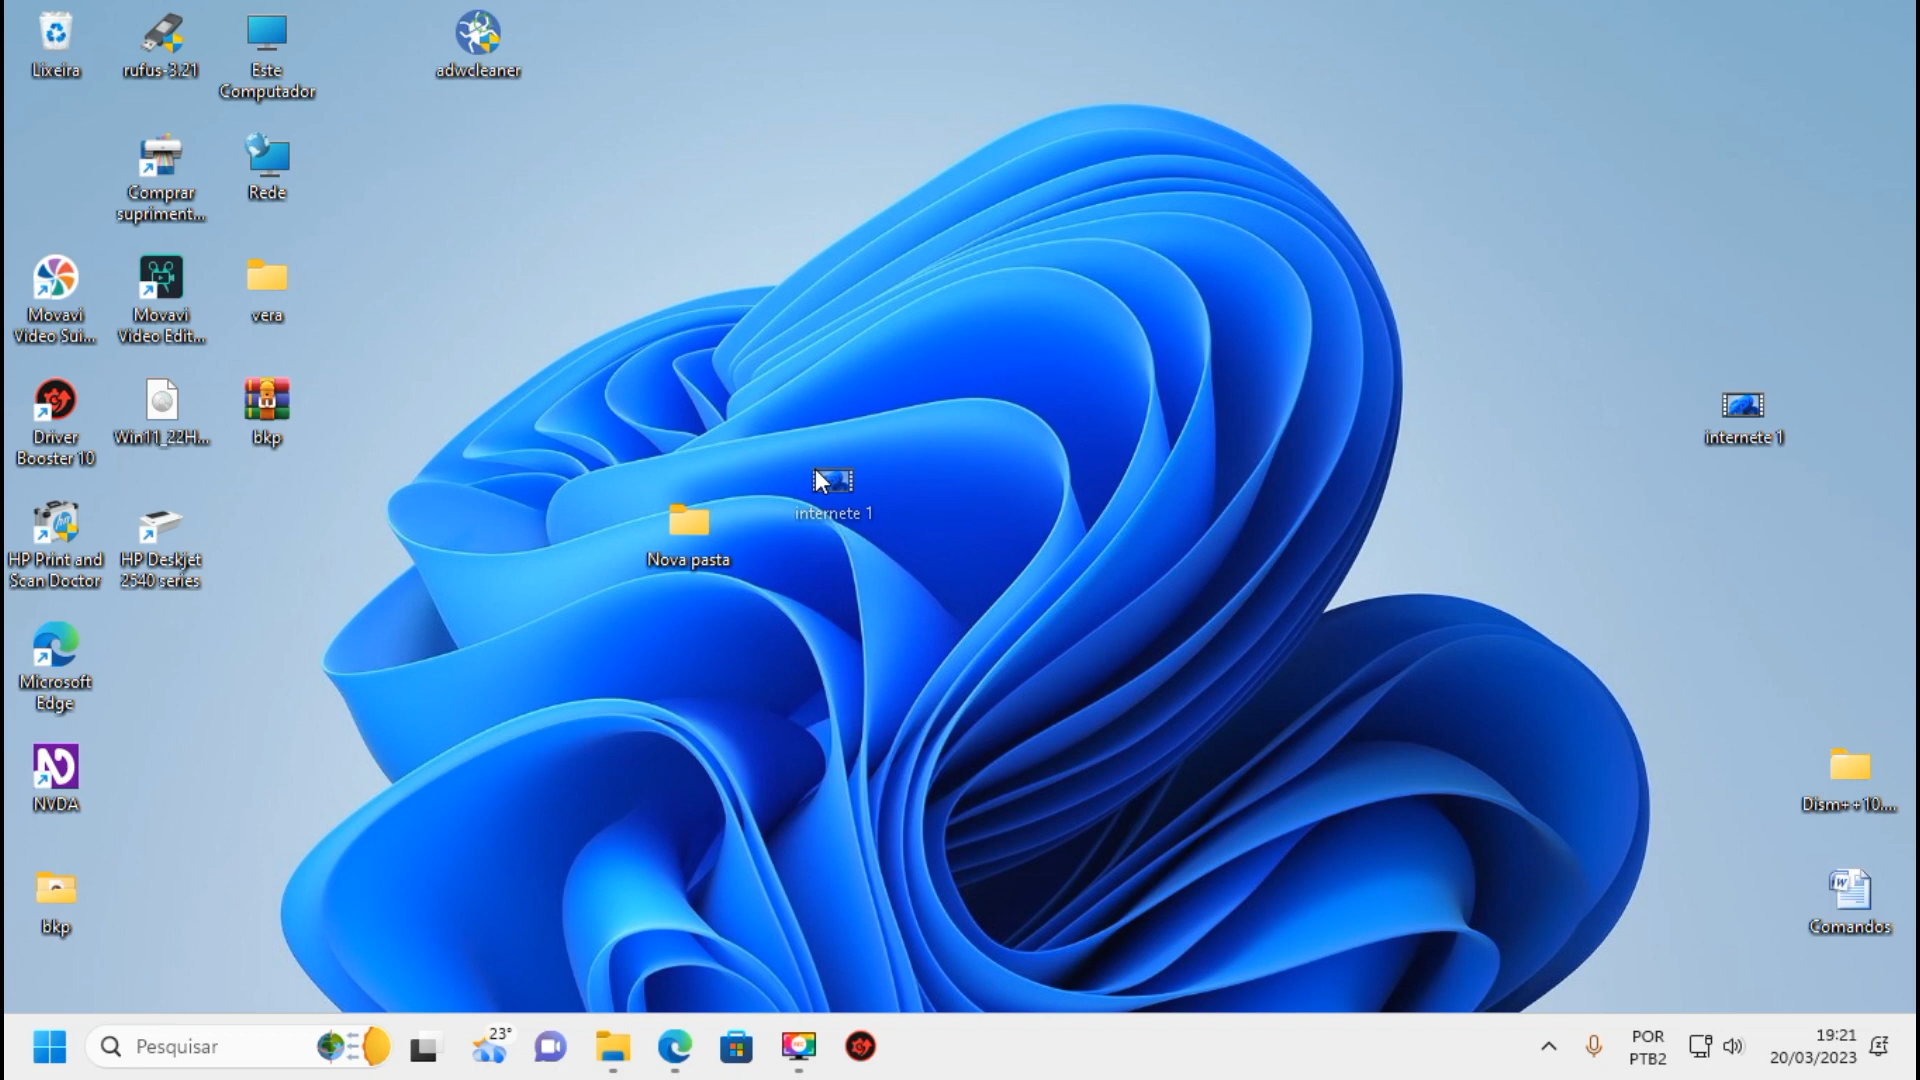 Lixeira
rufus-3.21
Este
Computador
adwcleaner
Comprar
supriment...
Rede
Movavi
Video Sui...
Movavi
Video Edit...
vera
internete 1
Driver
Booster 10
Win11_22H...
bkp
internete 1
HP Print and
Scan Doctor
HP Deskjet
2540 series
Nova pasta
Microsoft
Edge
NVDA
Dism++10....
bkp
Comandos
Pesquisar
23°
POR
PTB2
19:21
20/03/2023